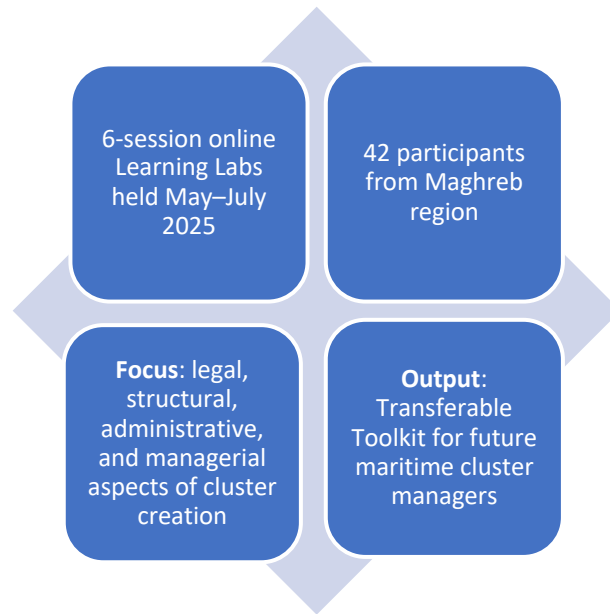 6-session online
Learning Labs
held May–July
2025
42 participants
from Maghreb
region
Focus: legal,
structural,
administrative,
and managerial
aspects of cluster
creation
Output:
Transferable
Toolkit for future
maritime cluster
managers